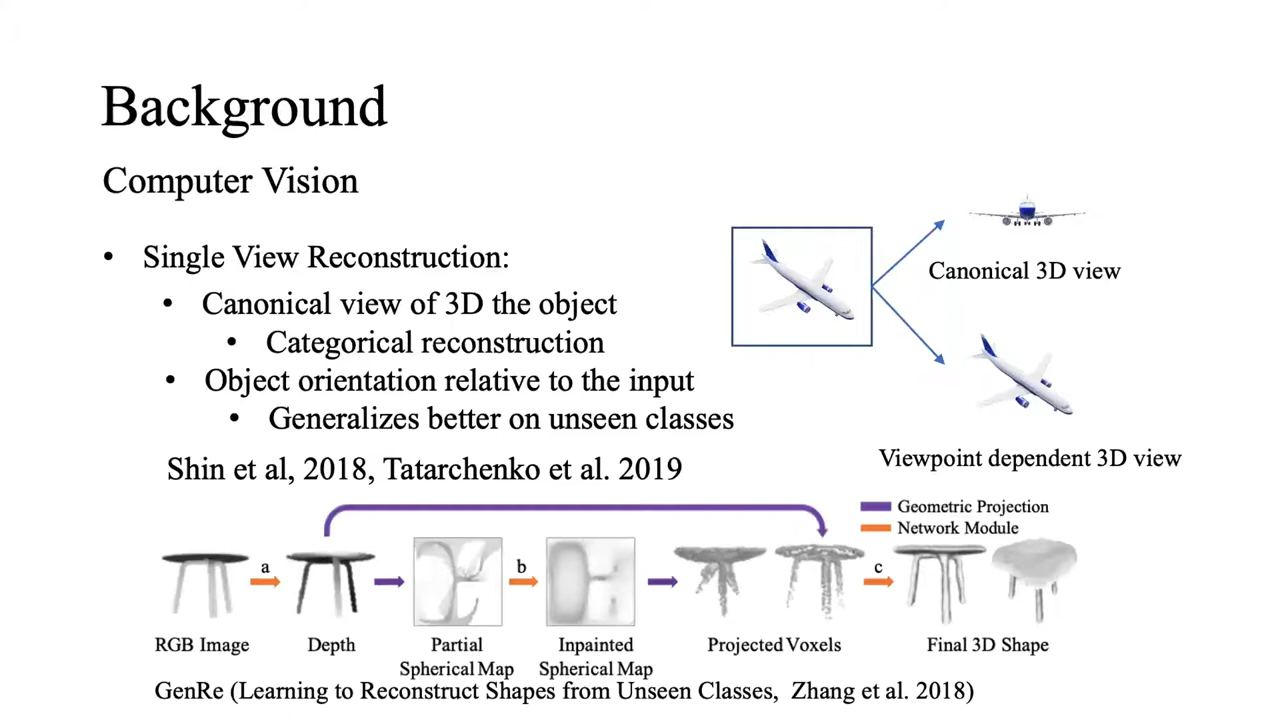 Background
Computer Vision
• Single View Reconstruction:
• Canonical view of 3D the object
• Categorical reconstruction
• Object orientation relative to the input
• Generalizes better on unseen classes
Shin et al, 2018, Tatarchenko et al. 2019
Canonical 3D view
Viewpoint dependent 3D view
Geometric Projection
Network Module
a
b
c
RGB Image
Depth
Partial
Spherical Map
Inpainted
Spherical Map
Projected Voxels
Final 3D Shape
GenRe (Learning to Reconstruct Shapes from Unseen Classes, Zhang et al. 2018)